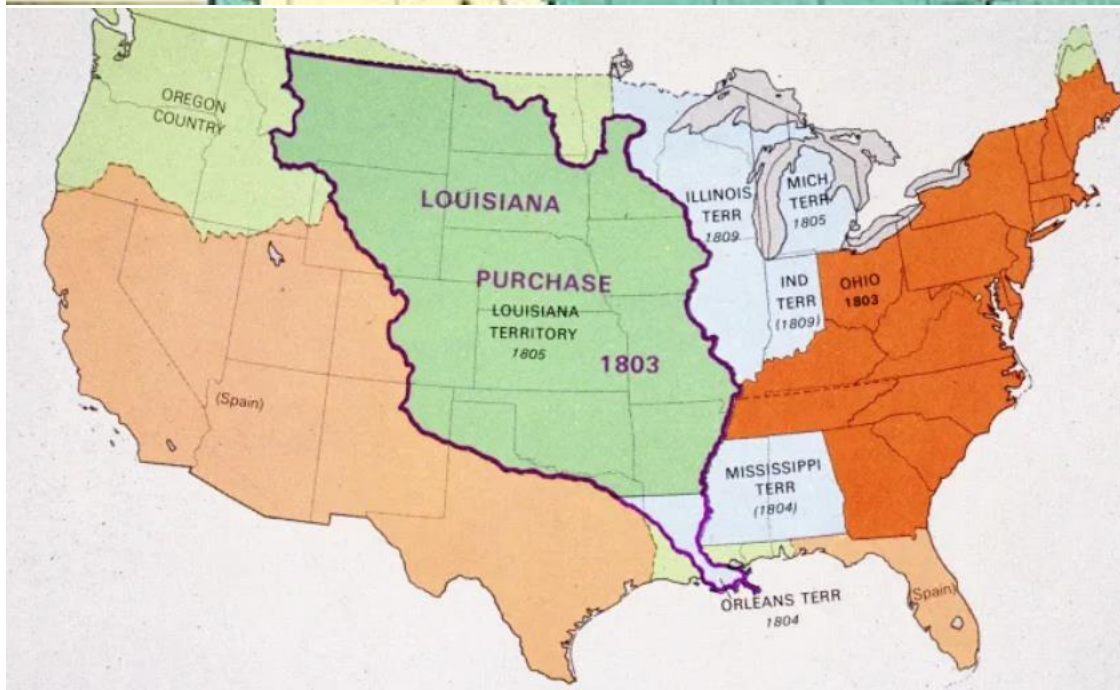 OREGON
COUNTRY
LOUISIANA
PURCHASE
LOUISIANA
TERRITORY
1805
1803
ILLINOIS
TERR
1809
MICH
TERR
1805
IND
TERR
(1809)
OHIO
1803
(Spain)
MISSISSIPPI
TERR
(1804)
ORLEANS TERR
1804
(Spain)